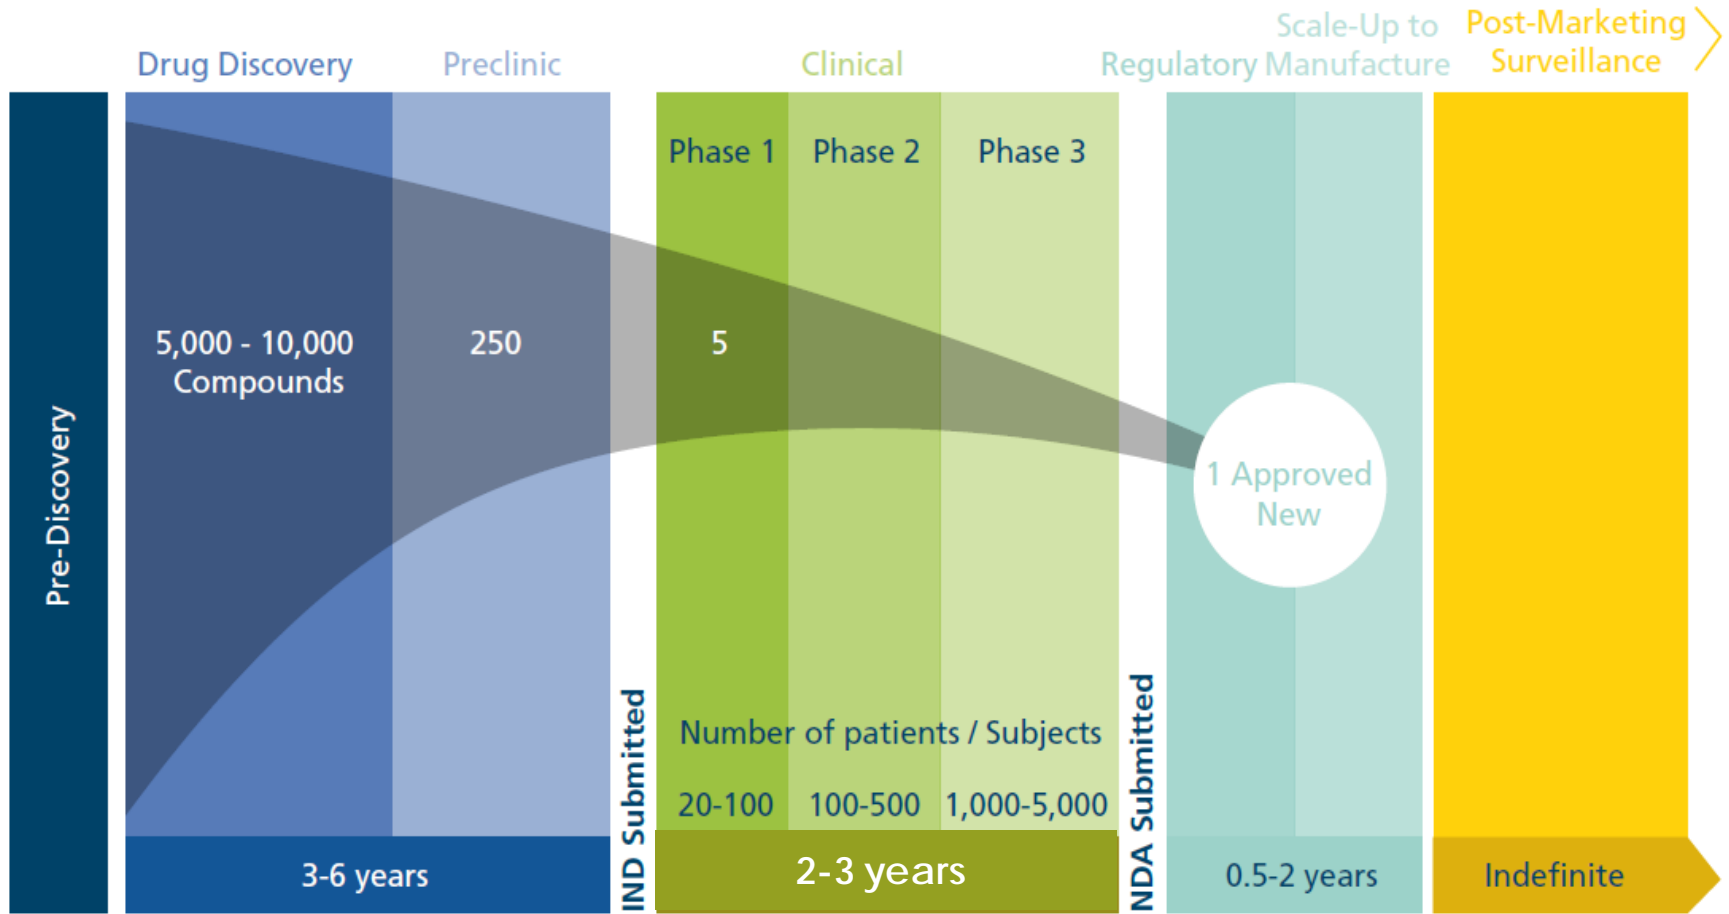 Drug Discovery
Preclinic
Clinical
Regulatory
Scale-Up to
Manufacture
Post-Marketing
Surveillance
Pre-Discovery
5,000 - 10,000
Compounds
250
5
Phase 1
Phase 2
Phase 3
1 Approved
New
IND Submitted
Number of patients / Subjects
20-100
100-500
1,000-5,000
NDA Submitted
3-6 years
2-3 years
0.5-2 years
Indefinite